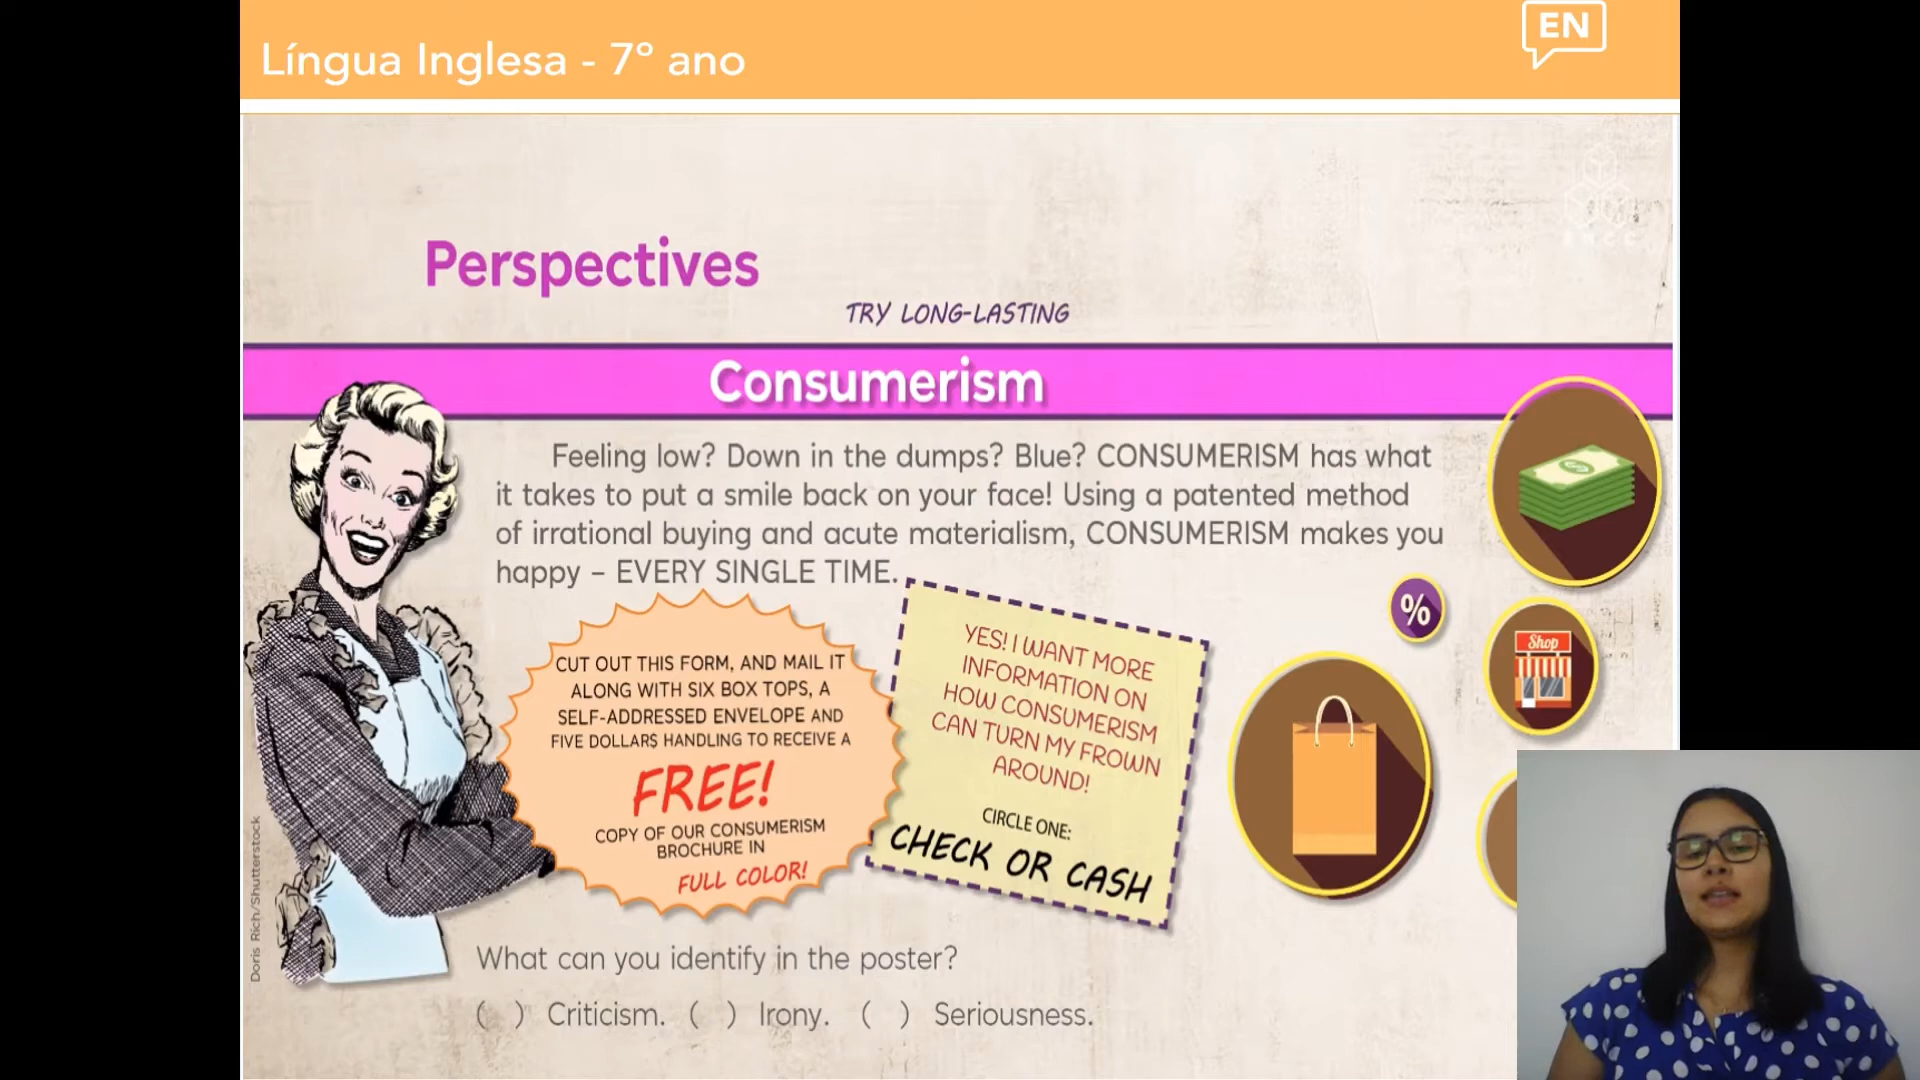 Língua Inglesa - 7º ano
EN
Perspectives
TRY LONG-LASTING
Consumerism
Feeling low? Down in the dumps? Blue? CONSUMERISM has what
it takes to put a smile back on your face! Using a patented method
of irrational buying and acute materialism, CONSUMERISM makes you
happy – EVERY SINGLE TIME.
CUT OUT THIS FORM, AND MAIL IT
ALONG WITH SIX BOX TOPS, A
SELF-ADDRESSED ENVELOPE AND
FIVE DOLLARS HANDLING TO RECEIVE A
FREE!
COPY OF OUR CONSUMERISM
BROCHURE IN
FULL COLOR!
YES! I WANT MORE
INFORMATION ON
HOW CONSUMERISM
CAN TURN MY FROWN
AROUND!
CIRCLE ONE:
CHECK OR CASH
%
Shop
Doris Rich/Shutterstock
What can you identify in the poster?
( ) Criticism. ( ) Irony. ( ) Seriousness.